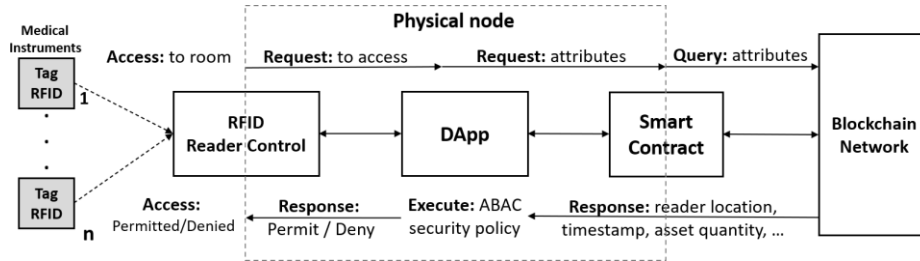 Physical node
Medical
Instruments
Access: to room
Request: to access
Request: attributes
Query: attributes
Tag
RFID
1
RFID
Reader Control
DApp
Smart
Contract
Blockchain
Network
Tag
RFID
n
Access:
Permitted/Denied
Response:
Permit / Deny
Execute: ABAC
security policy
Response: reader location,
timestamp, asset quantity, ...